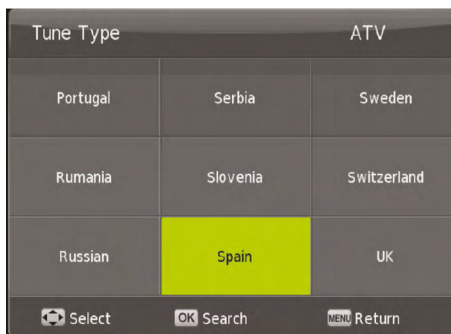 Tune Type ATV
Portugal Serbia Sweden
Rumania Slovenia Switzerland
Russian Spain UK
Select OK Search MENU Return